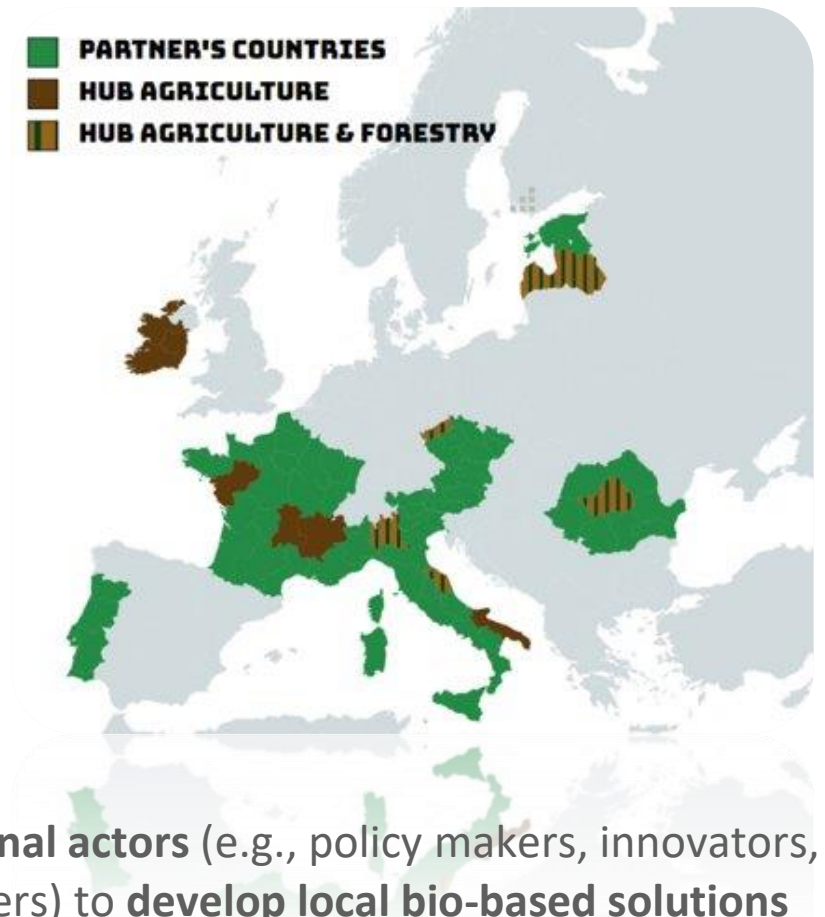 PARTNER'S COUNTRIES
HUB AGRICULTURE
HUB AGRICULTURE & FORESTRY
nal actors (e.g., policy makers, innovators,
ers) to develop local bio-based solutions